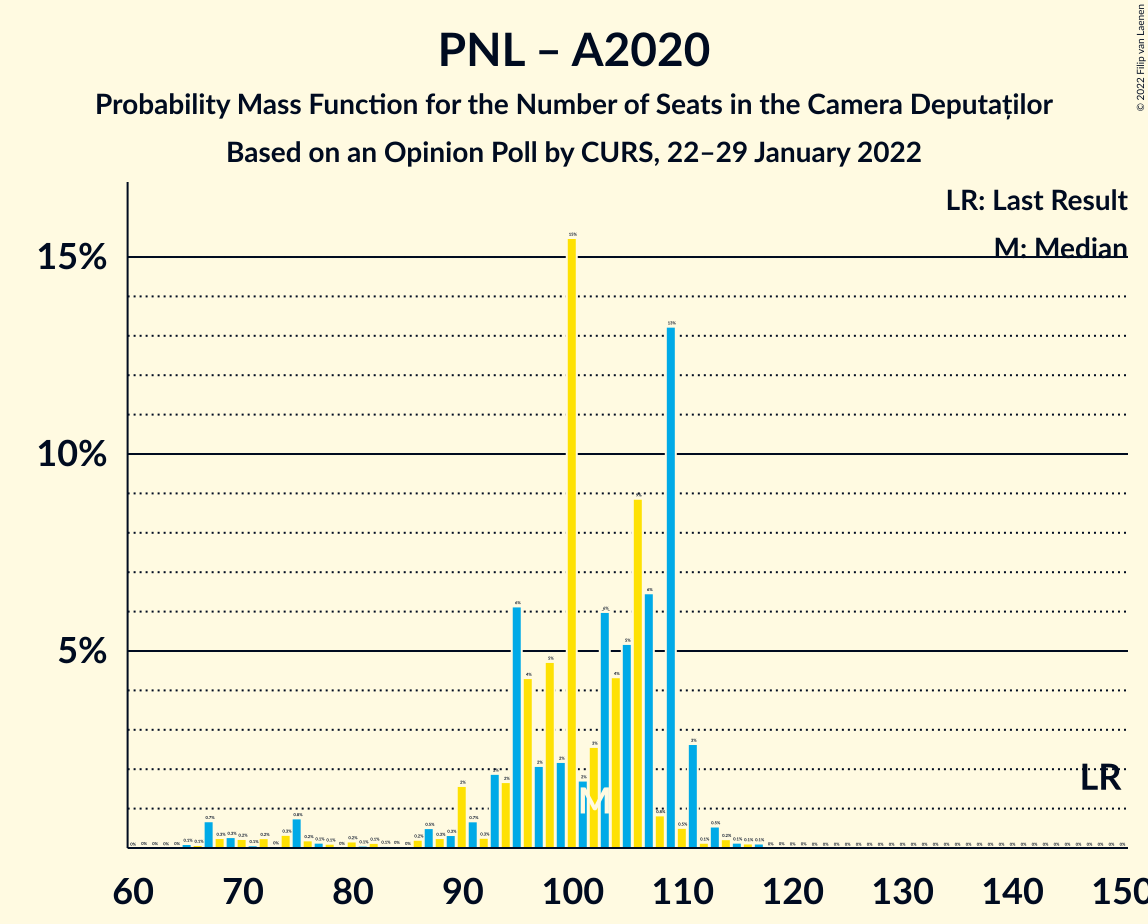 PNL – A2020
Probability Mass Function for the Number of Seats in the Camera Deputaților
Based on an Opinion Poll by CURS, 22–29 January 2022
© 2022 Filip van Laenen
LR: Last Result
M: Median
15%
10%
5%
M
LR
60 70 80 90 100 110 120 130 140 150